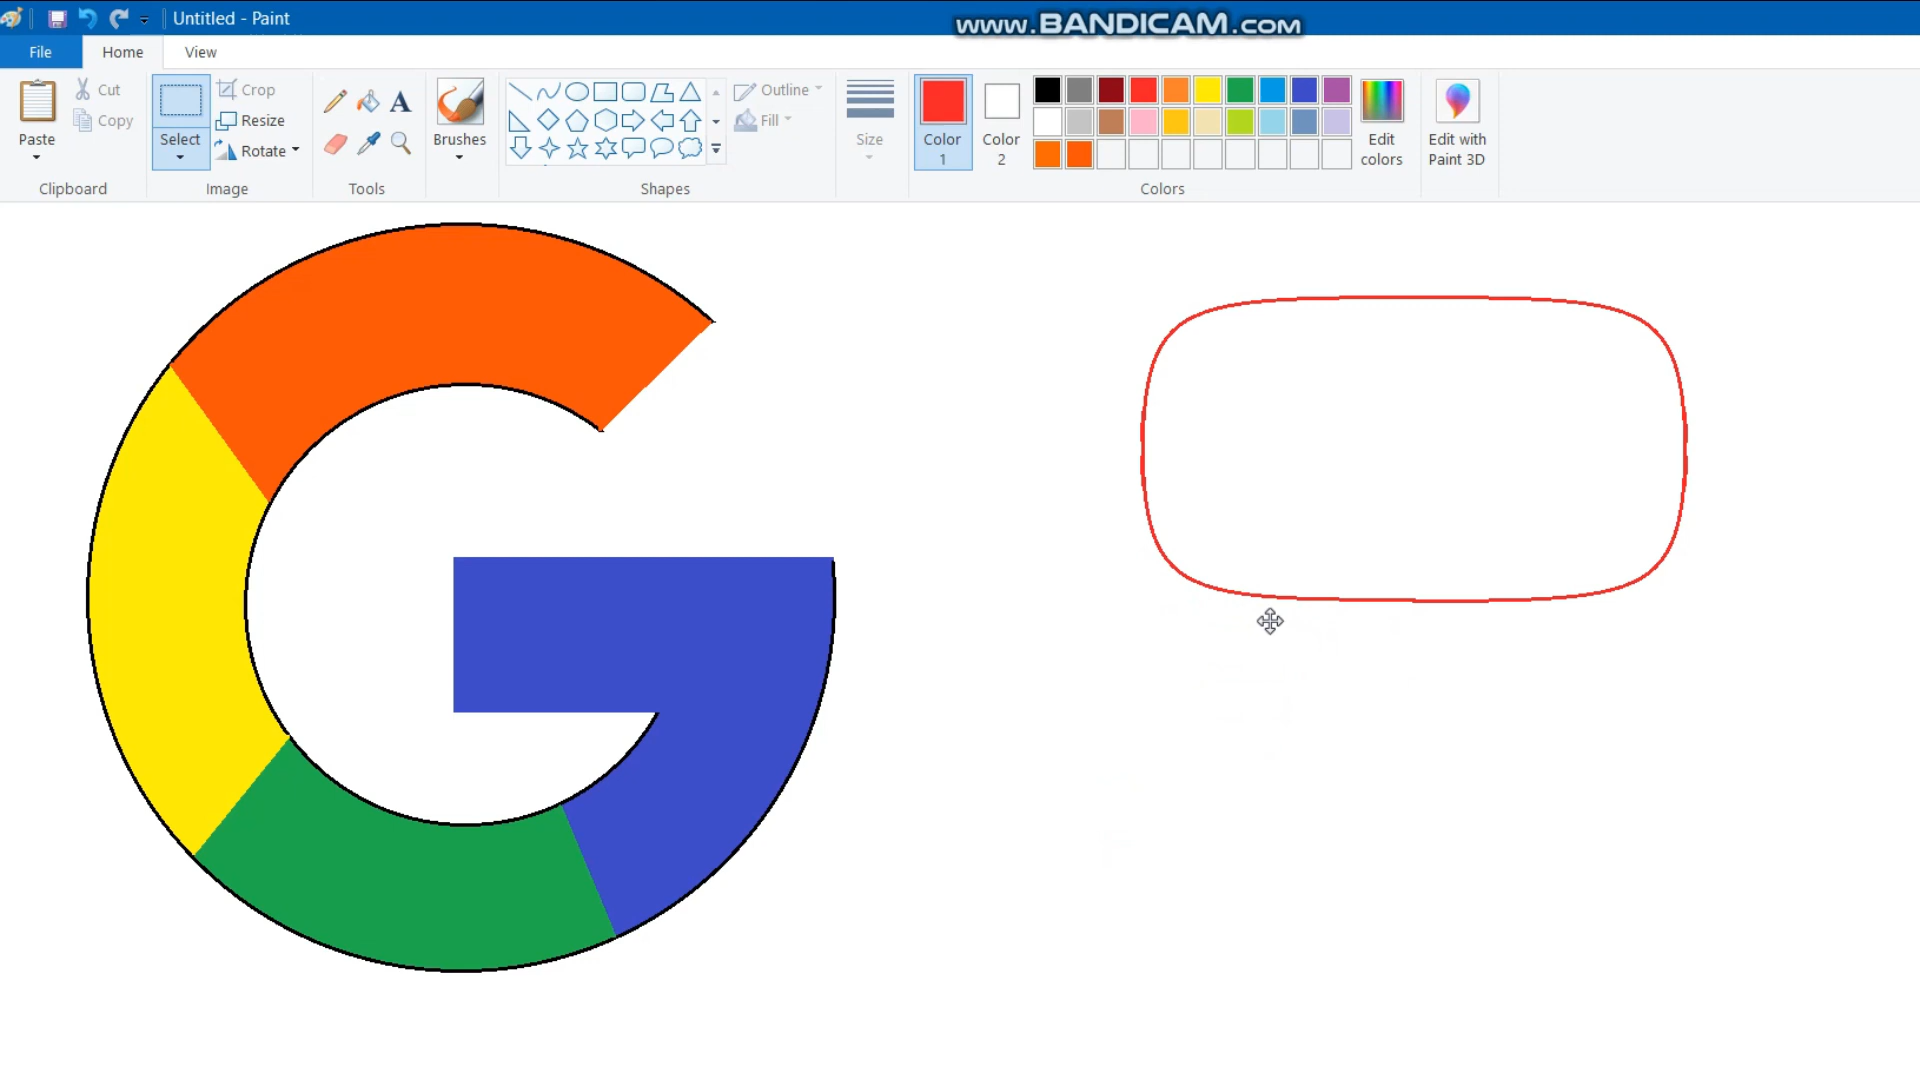 Untitled - Paint
www.BANDICAM.com
File Home View
Paste
Cut
Copy
Clipboard
Select
Crop
Resize
Rotate
Image
A
Tools
Brushes
Outline
Fill
Shapes
Size
Color 1
Color 2
Edit colors
Colors
Edit with Paint 3D
G